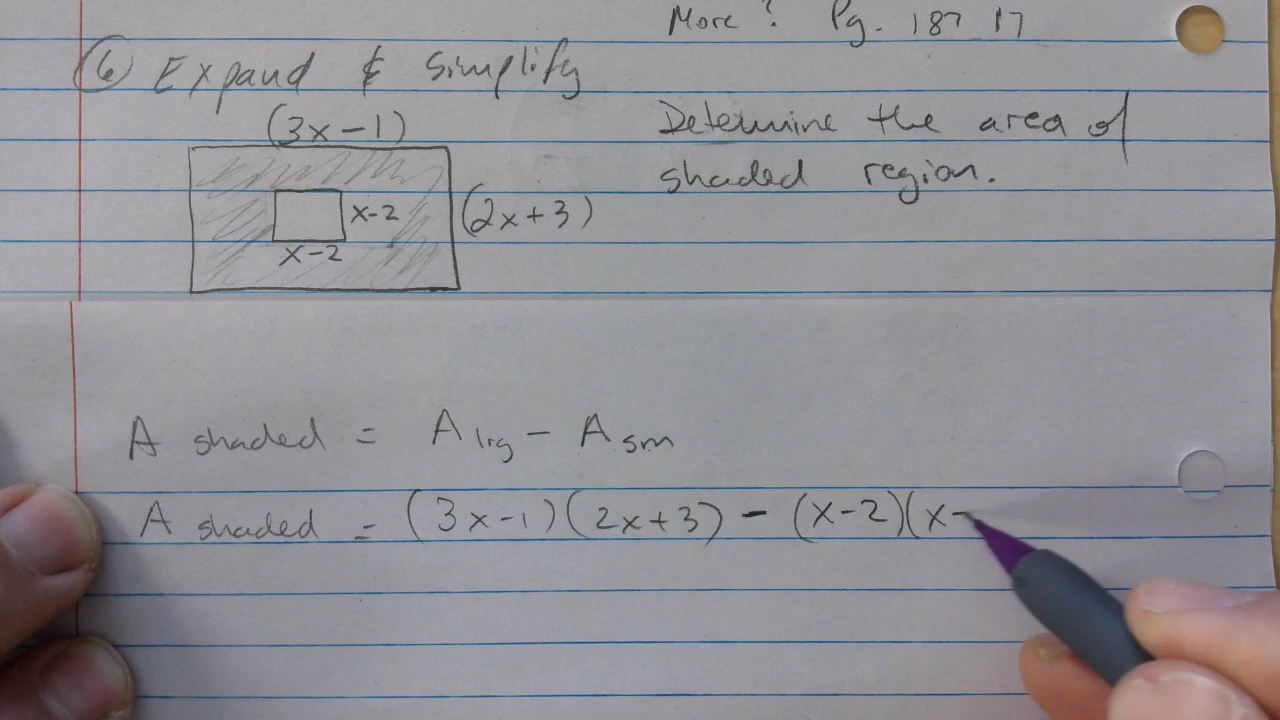 More? Pg. 187 17
6 Expand & Simplify
(3x-1)
Determine the area of
shaded region.
x-2
(2x+3)
x-2
A shaded = A lrg - A sm
A shaded = (3x-1)(2x+3) - (x-2)(x-